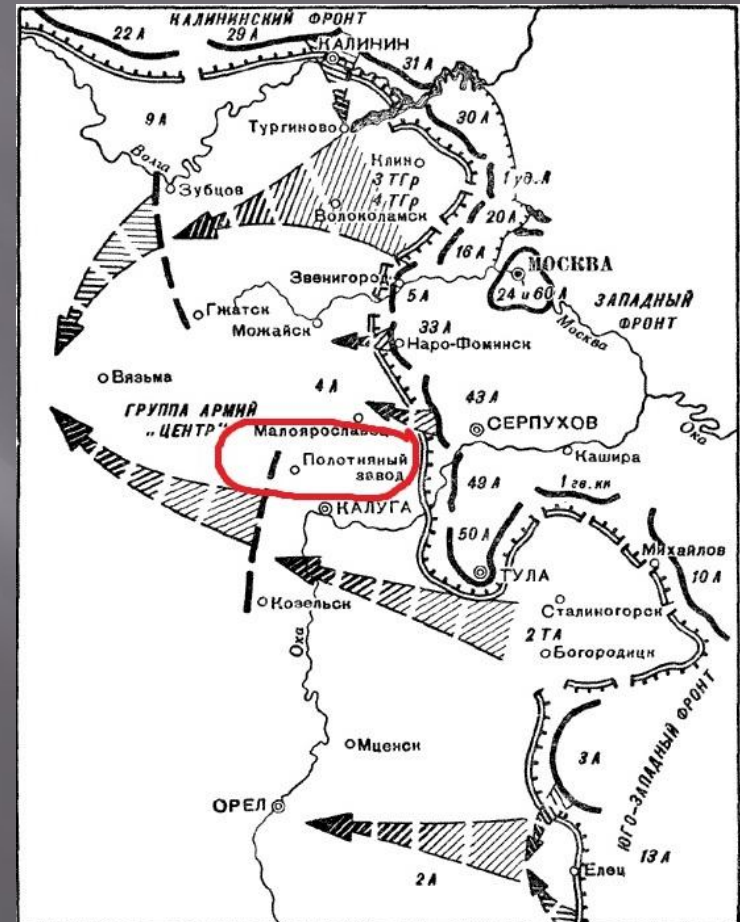 КАЛИНИНСКИЙ ФРОНТ
22 А
29 А
КАЛИНИН
31 А
9 А
30 А
Тургиново
Волга
Клин
3 ТГр
1 уд. А
Зубцов
4 ТГр
Волоколамск
20 А
16 А
МОСКВА
Звенигород
24 и 60 А
5 А
ЗАПАДНЫЙ
ФРОНТ
Гжатск
Можайск
33 А
Москва
Наро-Фоминск
Вязьма
4 А
43 А
ГРУППА АРМИЙ
„ЦЕНТР"
СЕРПУХОВ
Ока
Малоярославец
Кашира
Полотняный
завод
49 А
1 гв. кк
КАЛУГА
50 А
Михайлов
ТУЛА
10 А
Козельск
Сталиногорск
2 ТА
Ока
Богородицк
Мценск
3 А
ЮГО-ЗАПАДНЫЙ ФРОНТ
ОРЕЛ
13 А
Елец
2 А